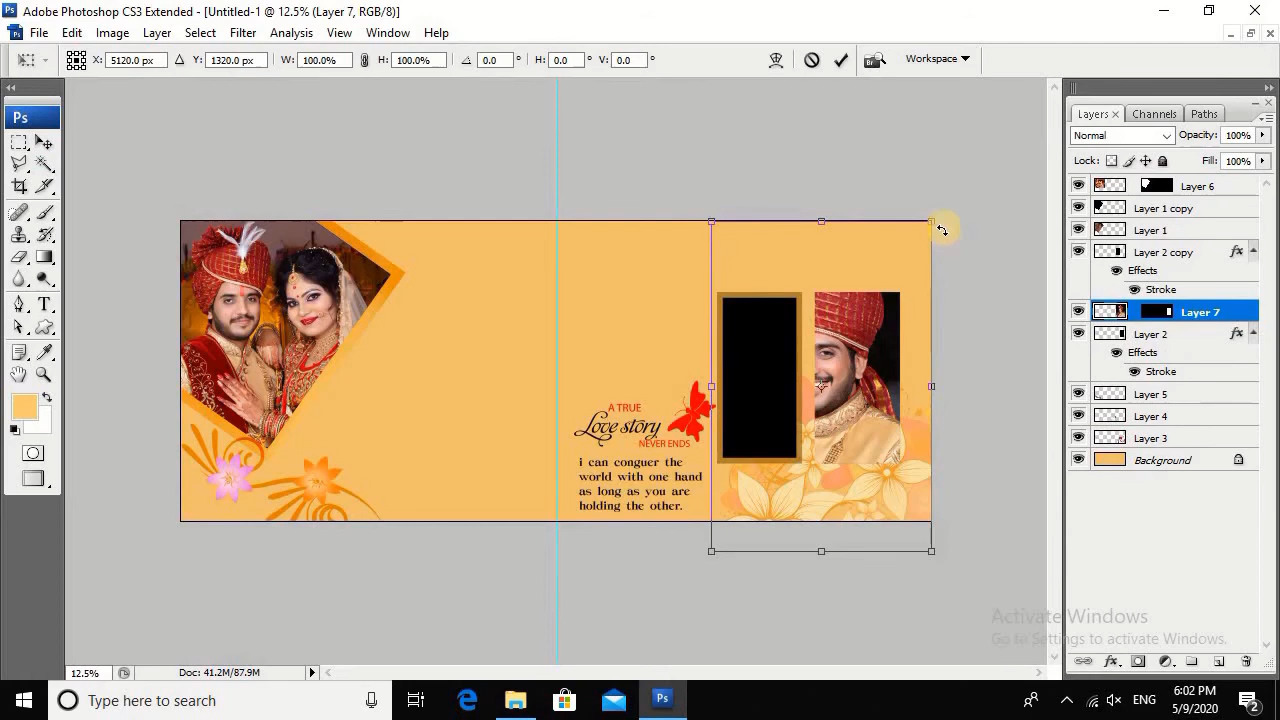 Adobe Photoshop CS3 Extended - [Untitled-1 @ 12.5% (Layer 7, RGB/8)]
File Edit Image Layer Select Filter Analysis View Window Help
X: 5120.0 px Y: 1320.0 px W: 100.0% H: 100.0% 0.0 ° H: 0.0 ° V: 0.0 ° Workspace
Ps
Layers × Channels Paths
Normal Opacity: 100%
Lock: Fill: 100%
Layer 6
Layer 1 copy
Layer 1
Layer 2 copy fx
Effects
Stroke
Layer 7
Layer 2 fx
Effects
Stroke
Layer 5
Layer 4
Layer 3
Background
A TRUE
Love story
NEVER ENDS
i can conguer the
world with one hand
as long as you are
holding the other.
Activate Windows
Go to Settings to activate Windows.
12.5% Doc: 41.2M/87.9M
Type here to search
Ps
ENG
6:02 PM
5/9/2020
2